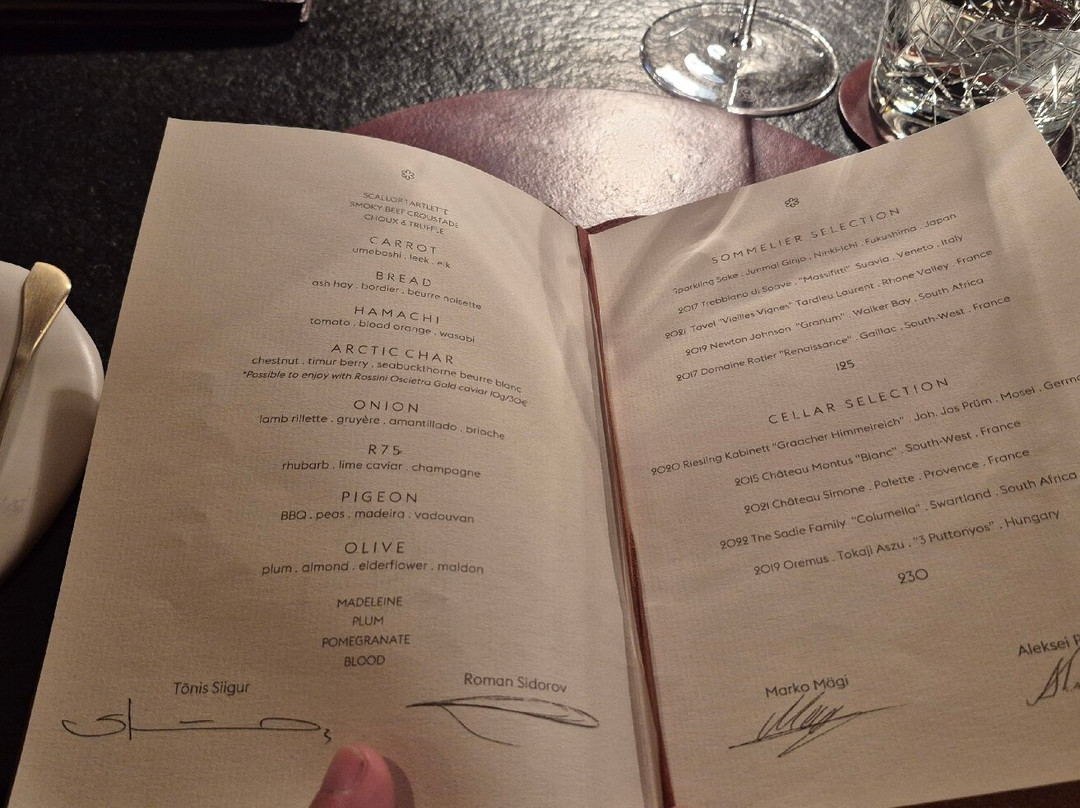 SCALLOP TARTLETTE
SMOKY BEEF CROUSTADE
CHOUX & TRUFFLE
CARROT
umeboshi . leek . elk
BREAD
ash hay . bordier . beurre noisette
HAMACHI
tomato . blood orange . wasabi
ARCTIC CHAR
chestnut . timur berry . seabuckthorne beurre blanc
*Possible to enjoy with Rossini Oscietra Gold caviar 10g/30€
ONION
lamb rillette . gruyère . amantillado . brioche
R75
rhubarb . lime caviar . champagne
PIGEON
BBQ . peas . madeira . vadouvan
OLIVE
plum . almond . elderflower . maldon
MADELEINE
PLUM
POMEGRANATE
BLOOD
Tõnis Siigur
Roman Sidorov
SOMMELIER SELECTION
Sparkling Sake . Junmai Ginjo . Ninki-ichi . Fukushima . Japan
2017 Trebbiano di Soave . "Massifitti" Suavia . Veneto . Italy
2021 Tavel "Vieilles Vignes" Tardieu Laurent . Rhone Valley . France
2019 Newton Johnson "Granum" . Walker Bay . South Africa
2017 Domaine Rotier "Renaissance" . Gaillac . South-West . France
125
CELLAR SELECTION
2020 Riesling Kabinett "Graacher Himmelreich" . Joh. Jos Prüm . Mosel . Germa
2015 Château Montus "Blanc" . South-West . France
2021 Château Simone . Palette . Provence . France
2022 The Sadie Family "Columella" . Swartland . South Africa
2019 Oremus . Tokaji Aszu . "3 Puttonyos" . Hungary
230
Marko Mägi
Aleksei